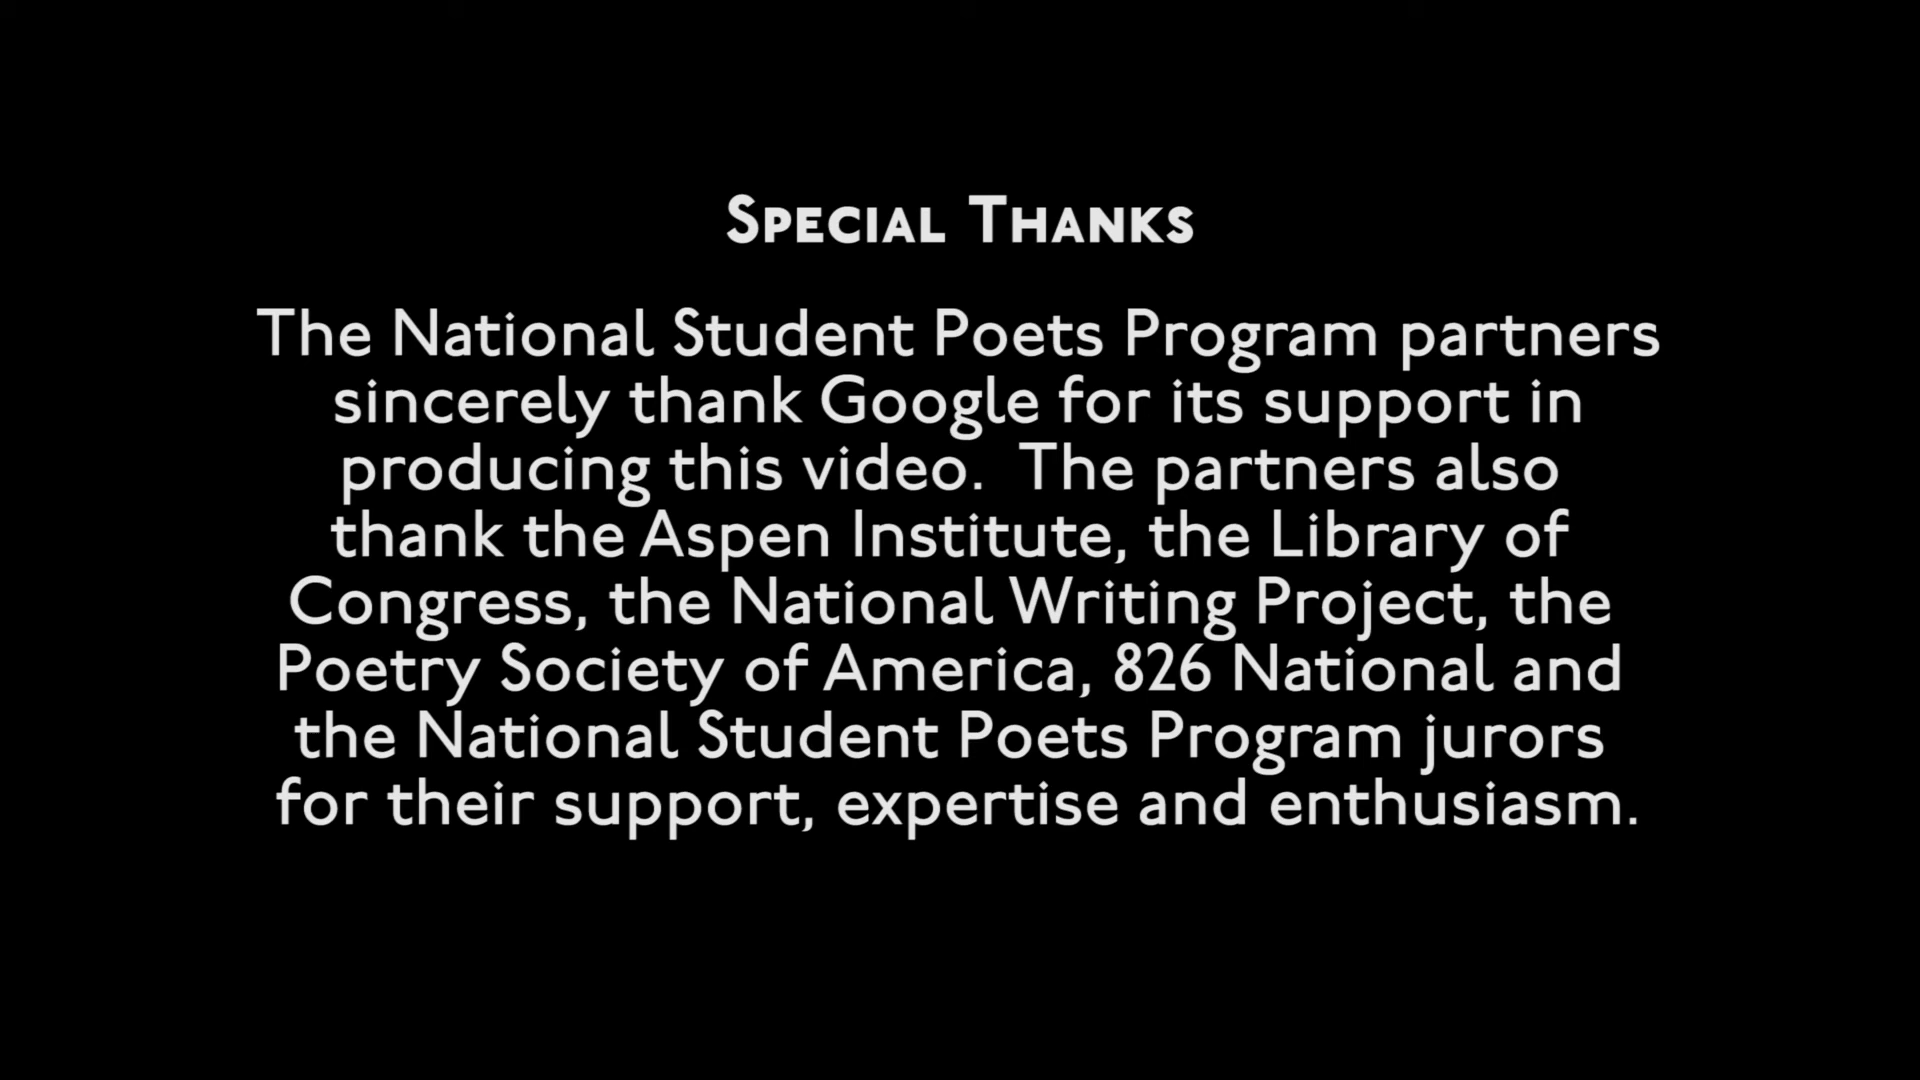 Special Thanks
The National Student Poets Program partners
sincerely thank Google for its support in
producing this video.  The partners also
thank the Aspen Institute, the Library of
Congress, the National Writing Project, the
Poetry Society of America, 826 National and
the National Student Poets Program jurors
for their support, expertise and enthusiasm.